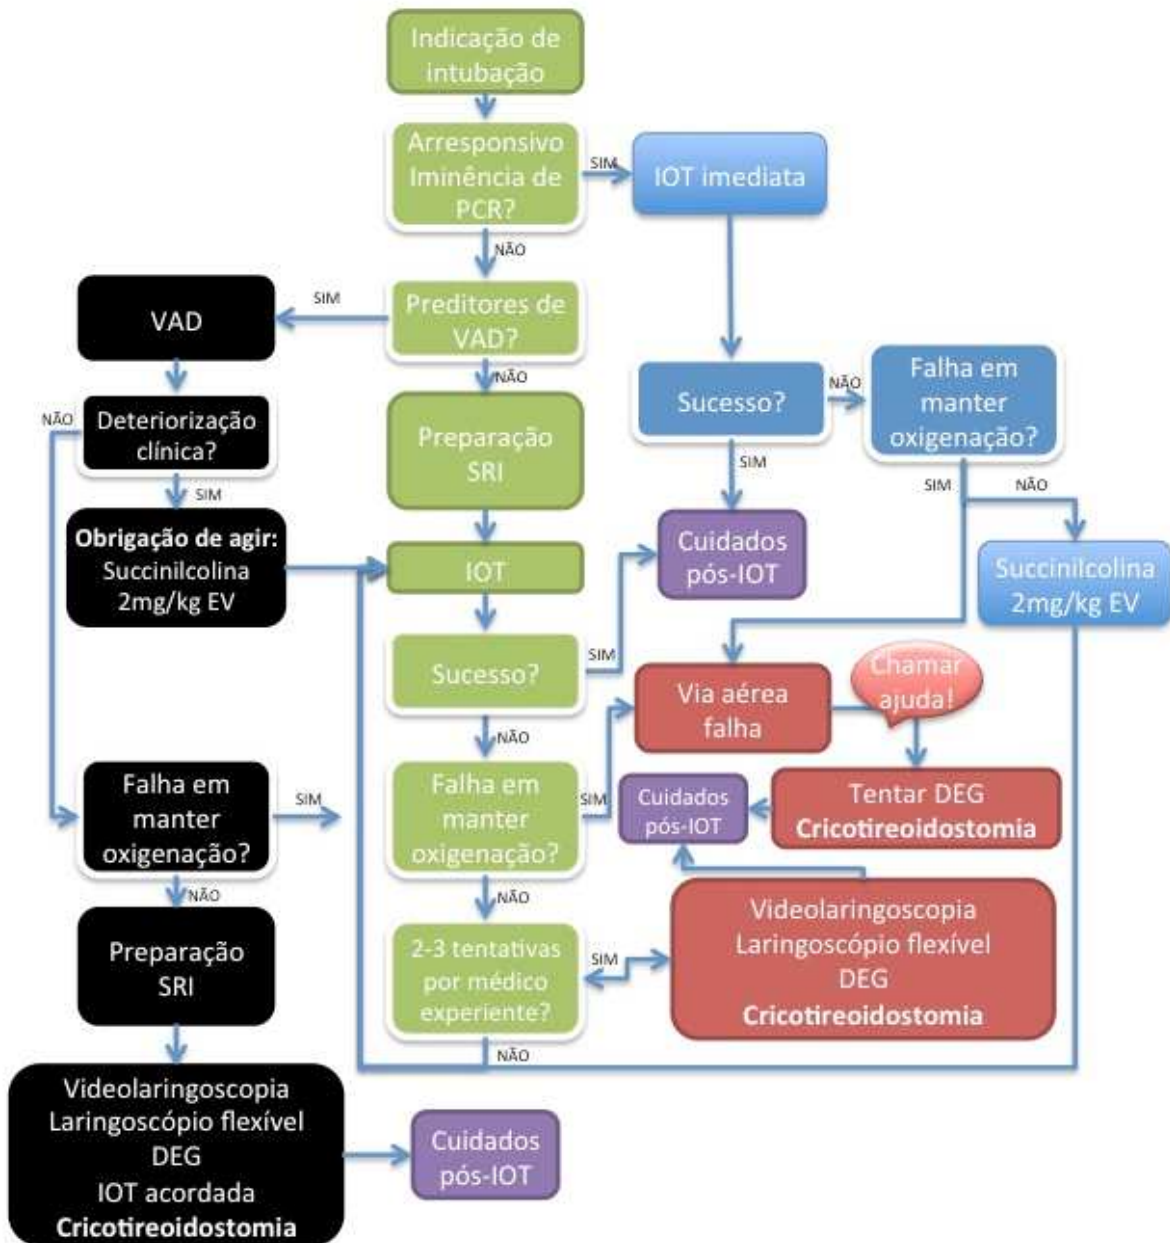 Indicação de
intubação
Arresponsivo
Iminência de
PCR?
SIM
IOT imediata
NÃO
Preditores de
VAD?
SIM
VAD
NÃO
Deteriorização
clínica?
NÃO
SIM
Obrigação de agir:
Succinilcolina
2mg/kg EV
Preparação
SRI
IOT
Sucesso?
SIM
NÃO
Sucesso?
NÃO
SIM
Falha em
manter
oxigenação?
SIM
NÃO
Cuidados
pós-IOT
Succinilcolina
2mg/kg EV
Via aérea
falha
Chamar
ajuda!
Tentar DEG
Cricotireoidostomia
Cuidados
pós-IOT
Falha em
manter
oxigenação?
SIM
NÃO
Falha em
manter
oxigenação?
SIM
NÃO
2-3 tentativas
por médico
experiente?
SIM
NÃO
Videolaringoscopia
Laringoscópio flexível
DEG
Cricotireoidostomia
Preparação
SRI
Videolaringoscopia
Laringoscópio flexível
DEG
IOT acordada
Cricotireoidostomia
Cuidados
pós-IOT